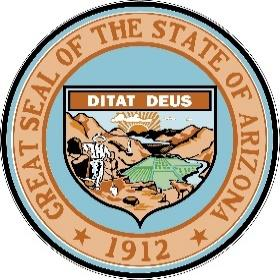 GREAT SEAL OF THE STATE OF ARIZONA
DITAT DEUS
1912